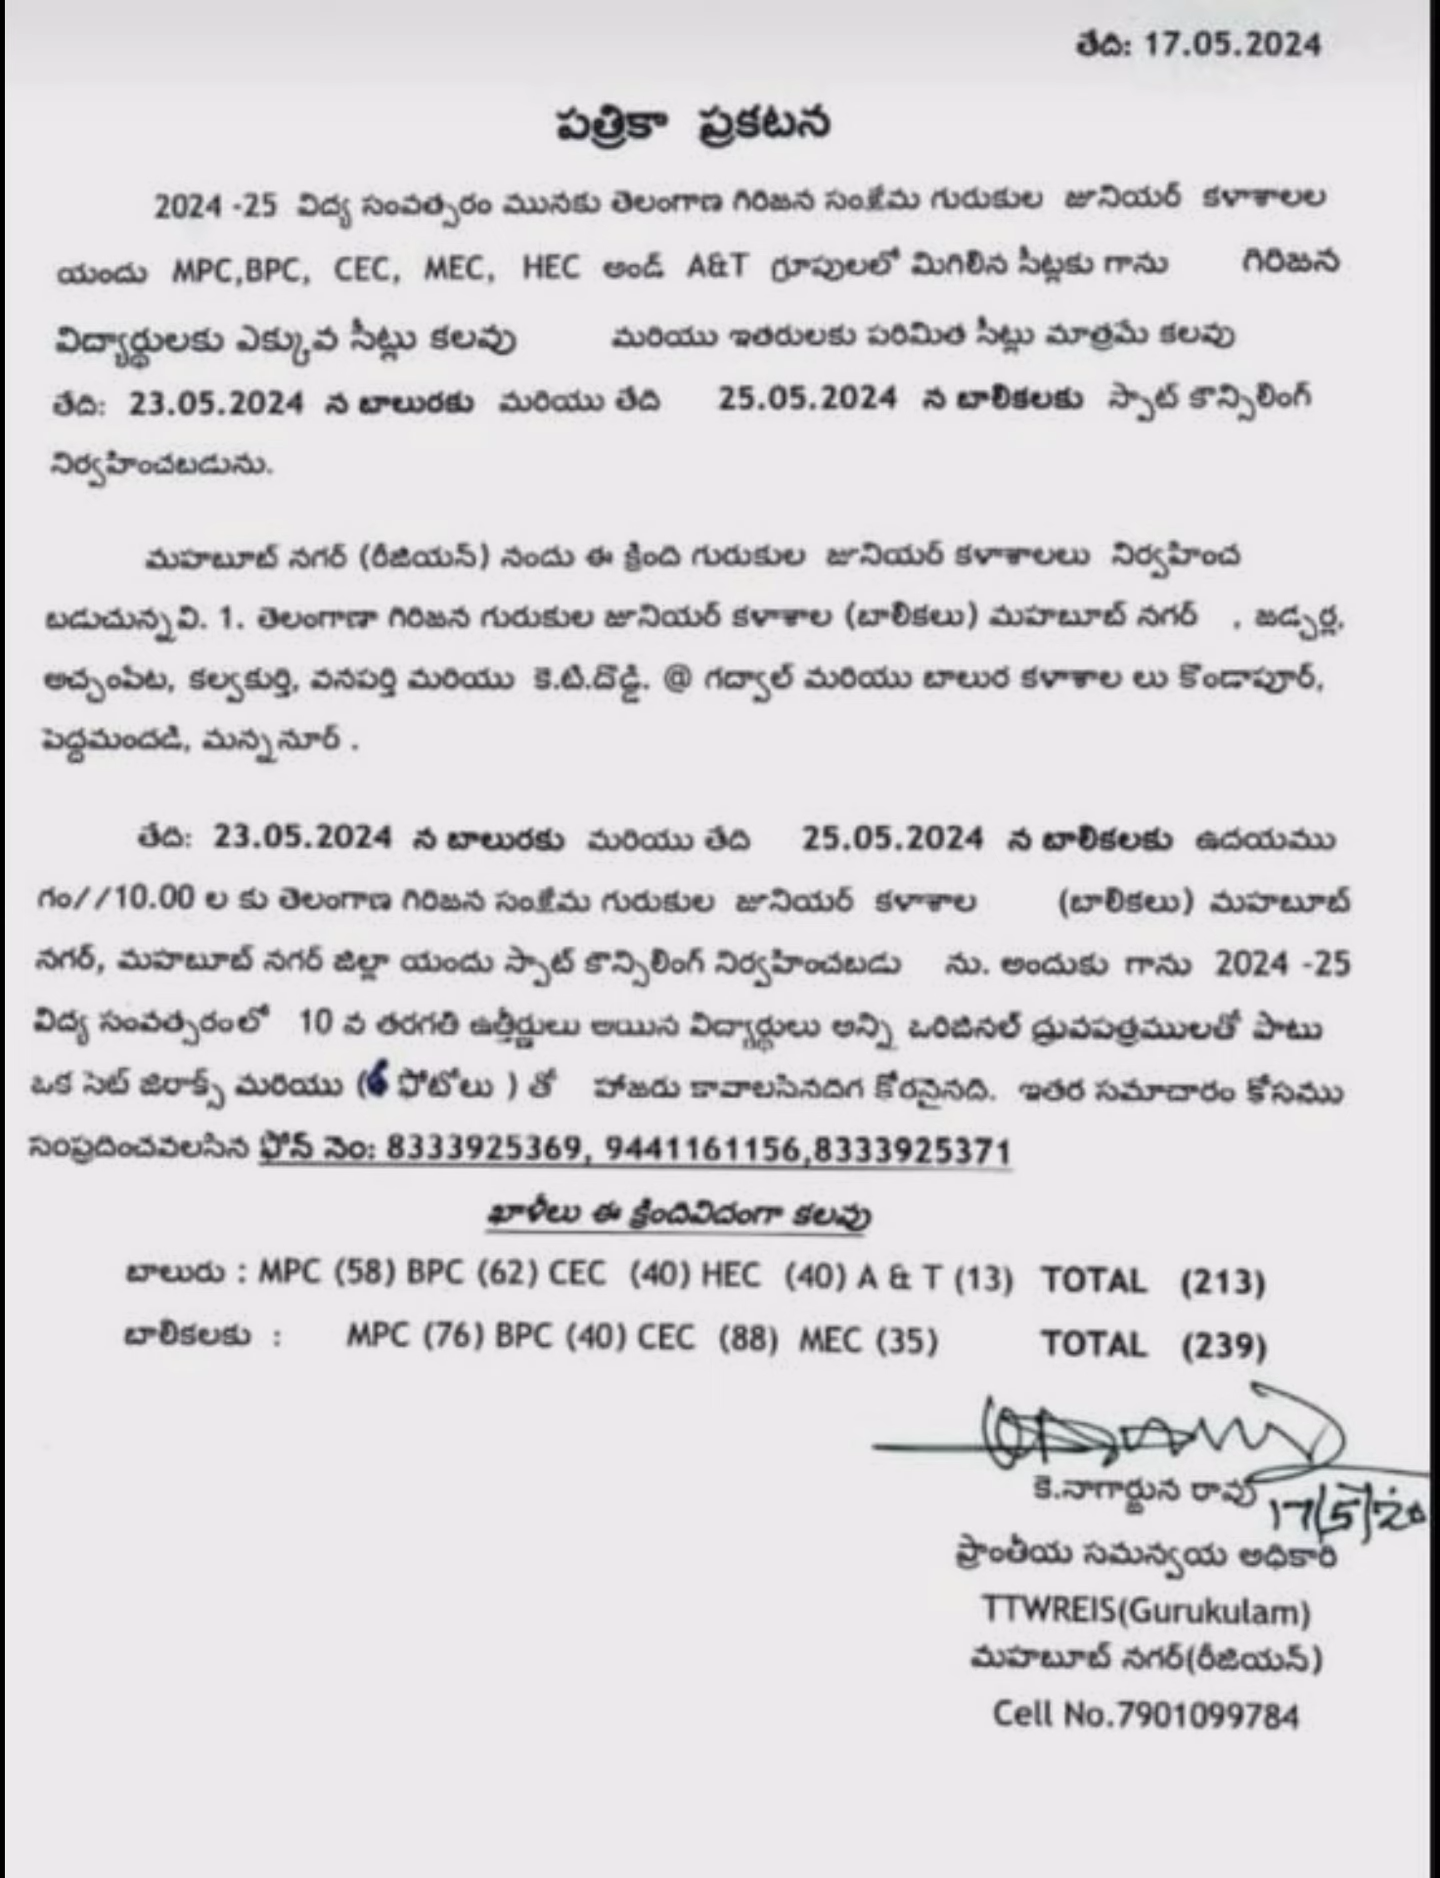 తేది: 17.05.2024
పత్రికా ప్రకటన
2024 -25 విద్య సంవత్సరం మునకు తెలంగాణ గిరిజన సంక్షేమ గురుకుల జూనియర్ కళాశాలల
యందు MPC,BPC, CEC, MEC, HEC అండ్ A&T గ్రూపులలో మిగిలిన సీట్లకు గాను గిరిజన
విద్యార్థులకు ఎక్కువ సీట్లు కలవు మరియు ఇతరులకు పరిమిత సీట్లు మాత్రమే కలవు
తేది: 23.05.2024 న బాలురకు మరియు తేది 25.05.2024 న బాలికలకు స్పాట్ కౌన్సిలింగ్
నిర్వహించబడును.
మహబూబ్ నగర్ (రీజియన్) నందు ఈ క్రింది గురుకుల జూనియర్ కళాశాలలు నిర్వహించ
బడుచున్నవి. 1. తెలంగాణా గిరిజన గురుకుల జూనియర్ కళాశాల (బాలికలు) మహబూబ్ నగర్ , జడ్చర్ల,
అచ్చంపేట, కల్వకుర్తి, వనపర్తి మరియు కె.టి.దొడ్డి. @ గద్వాల్ మరియు బాలుర కళాశాల లు కొండాపూర్,
పెద్దమందడి, మన్ననూర్ .
తేది: 23.05.2024 న బాలురకు మరియు తేది 25.05.2024 న బాలికలకు ఉదయము
గం//10.00 ల కు తెలంగాణ గిరిజన సంక్షేమ గురుకుల జూనియర్ కళాశాల (బాలికలు) మహబూబ్
నగర్, మహబూబ్ నగర్ జిల్లా యందు స్పాట్ కౌన్సిలింగ్ నిర్వహించబడు ను. అందుకు గాను 2024 -25
విద్య సంవత్సరంలో 10 వ తరగతి ఉత్తీర్ణులు అయిన విద్యార్థులు అన్ని ఒరిజినల్ ద్రువపత్రములతో పాటు
ఒక సెట్ జిరాక్స్ మరియు (6 ఫోటోలు ) తో హాజరు కావాలసినదిగ కోరనైనది. ఇతర సమాచారం కోసము
సంప్రదించవలసిన ఫోన్ నెం: 8333925369, 9441161156,8333925371
ఖాళీలు ఈ క్రిందివిదంగా కలవు
బాలురు : MPC (58) BPC (62) CEC (40) HEC (40) A & T (13) TOTAL (213)
బాలికలకు : MPC (76) BPC (40) CEC (88) MEC (35) TOTAL (239)
కె.నాగార్జున రావు
17/5/20
ప్రాంతీయ సమన్వయ అధికారి
TTWREIS(Gurukulam)
మహబూబ్ నగర్(రీజియన్)
Cell No.7901099784